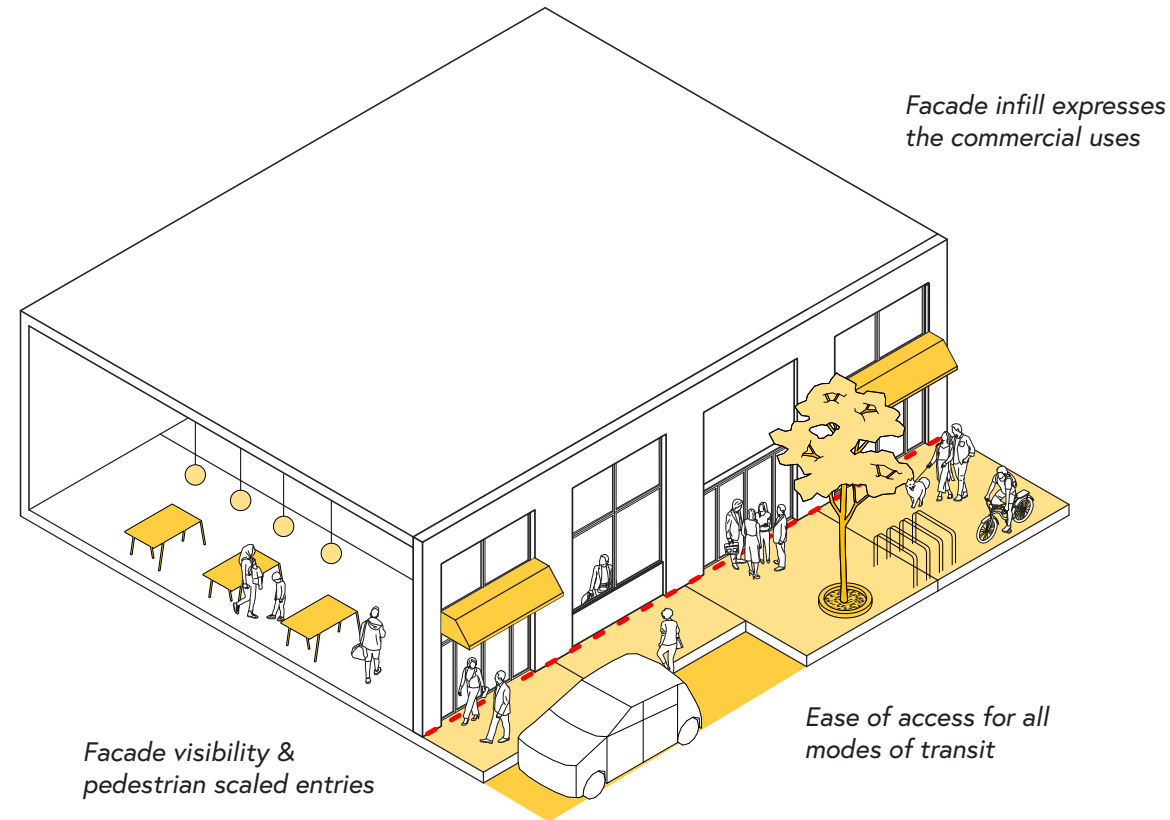 Facade infill expresses
the commercial uses
Facade visibility &
pedestrian scaled entries
Ease of access for all
modes of transit